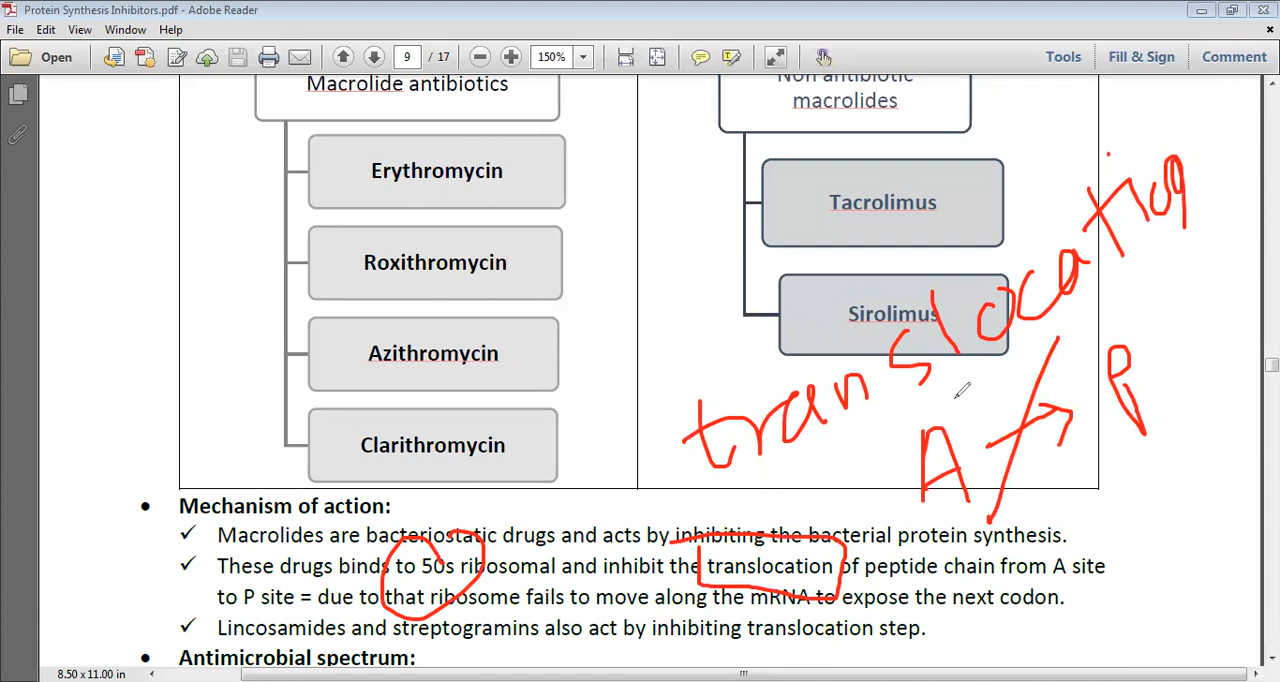 Protein Synthesis Inhibitors.pdf - Adobe Reader
File Edit View Window Help
Open 9 / 17 150% Tools Fill & Sign Comment
Macrolide antibiotics
Erythromycin
Roxithromycin
Azithromycin
Clarithromycin
Non antibiotic
macrolides
Tacrolimus
Sirolimus
translocation
A → P
• Mechanism of action:
✓ Macrolides are bacteriostatic drugs and acts by inhibiting the bacterial protein synthesis.
✓ These drugs binds to 50s ribosomal and inhibit the translocation of peptide chain from A site
to P site = due to that ribosome fails to move along the mRNA to expose the next codon.
✓ Lincosamides and streptogramins also act by inhibiting translocation step.
• Antimicrobial spectrum:
8.50 x 11.00 in